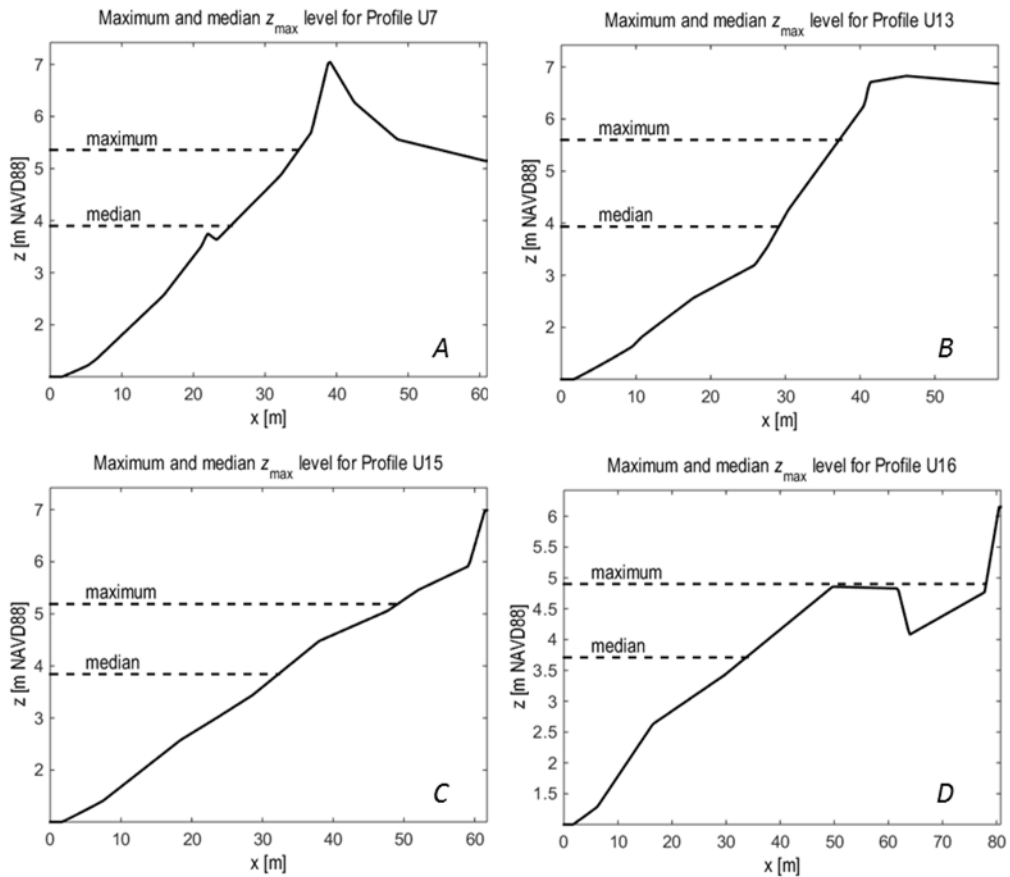 Maximum and median zmax level for Profile U7
7
6
5
4
3
2
z [m NAVD88]
maximum
median
A
0 10 20 30 40 50 60
x [m]
Maximum and median zmax level for Profile U13
7
6
5
4
3
2
1
z [m NAVD88]
maximum
median
B
0 10 20 30 40 50
x [m]
Maximum and median zmax level for Profile U15
7
6
5
4
3
2
z [m NAVD88]
maximum
median
C
0 10 20 30 40 50 60
x [m]
Maximum and median zmax level for Profile U16
6
5.5
5
4.5
4
3.5
3
2.5
2
1.5
z [m NAVD88]
maximum
median
D
0 10 20 30 40 50 60 70 80
x [m]